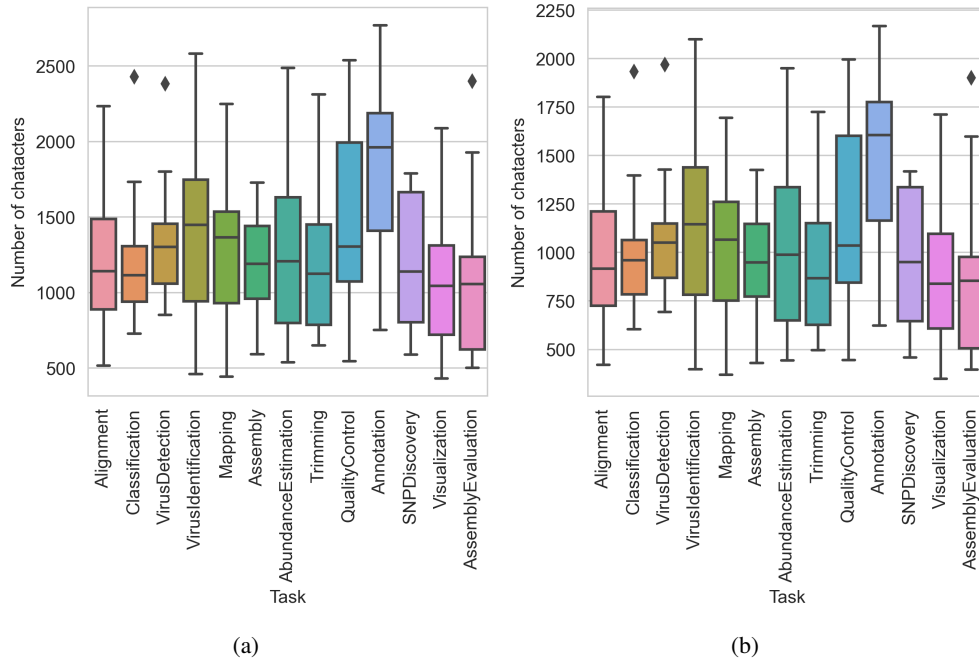 2500
2000
1500
1000
500
Number of chatacters
Alignment
Classification
VirusDetection
VirusIdentification
Mapping
Assembly
AbundanceEstimation
Trimming
QualityControl
Annotation
SNPDiscovery
Visualization
AssemblyEvaluation
Task
(a)
2250
2000
1750
1500
1250
1000
750
500
Number of chatacters
Alignment
Classification
VirusDetection
VirusIdentification
Mapping
Assembly
AbundanceEstimation
Trimming
QualityControl
Annotation
SNPDiscovery
Visualization
AssemblyEvaluation
Task
(b)